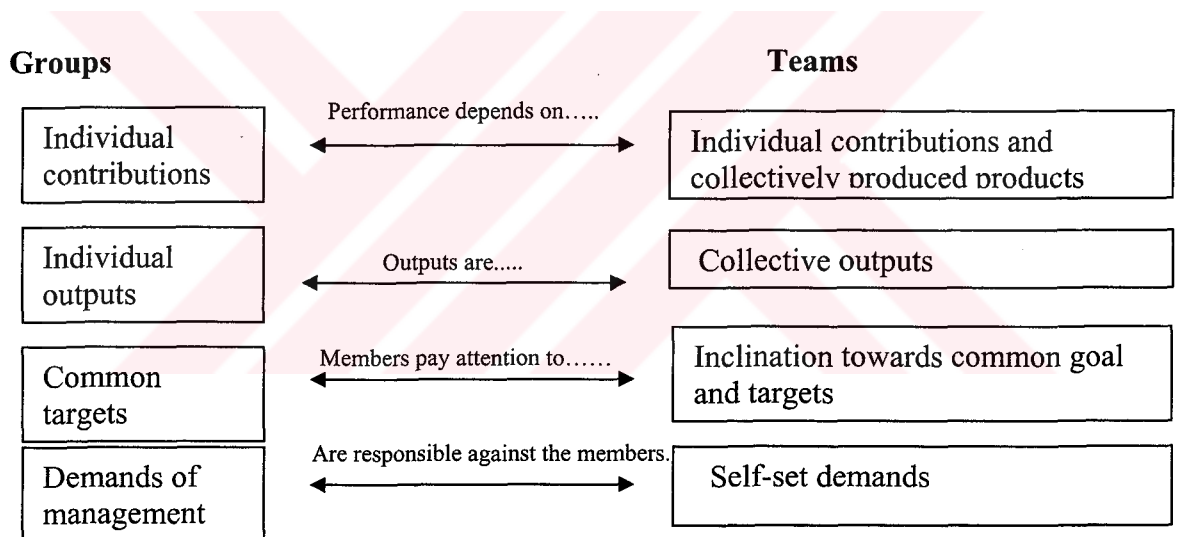 Groups
Teams
Individual
contributions
Performance depends on.....
Individual contributions and
collectively produced products
Individual
outputs
Outputs are.....
Collective outputs
Common
targets
Members pay attention to......
Inclination towards common goal
and targets
Demands of
management
Are responsible against the members.
Self-set demands